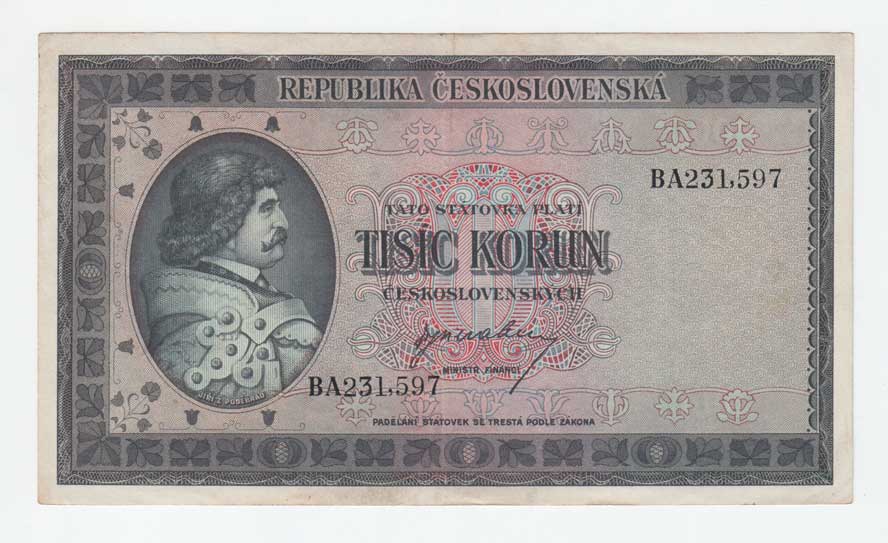 REPUBLIKA ČESKOSLOVENSKÁ
BA231,597
TATO STÁTOVKA PLATÍ
TISÍC KORUN
ČESKOSLOVENSKÝCH
MINISTR FINANCÍ
BA231,597
JIŘÍ Z PODĚBRAD
PADĚLÁNÍ STÁTOVEK SE TRESTÁ PODLE ZÁKONA